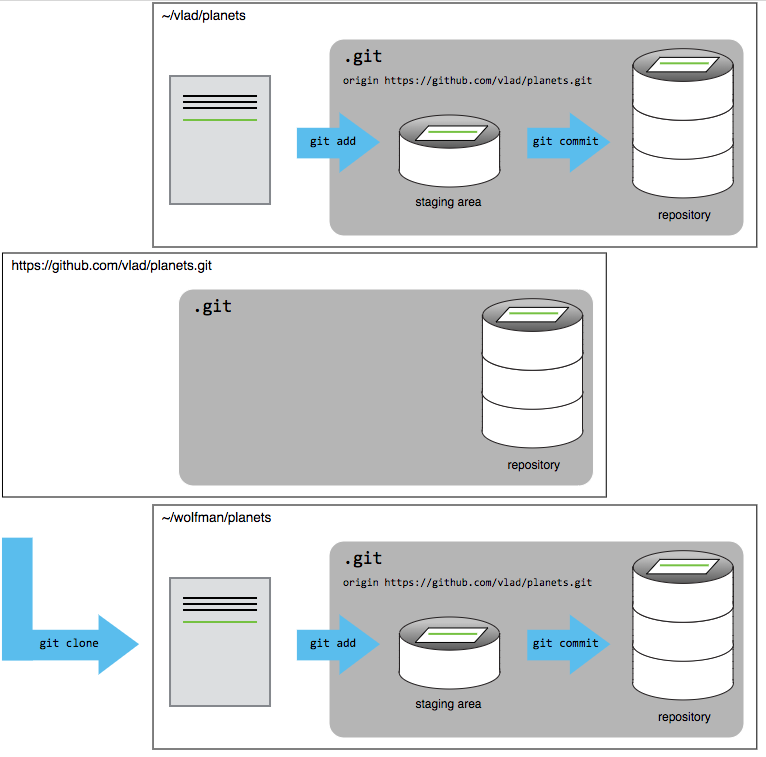 ~/vlad/planets
.git
origin https://github.com/vlad/planets.git
git add
git commit
staging area
repository
https://github.com/vlad/planets.git
.git
repository
~/wolfman/planets
.git
origin https://github.com/vlad/planets.git
git clone
git add
git commit
staging area
repository